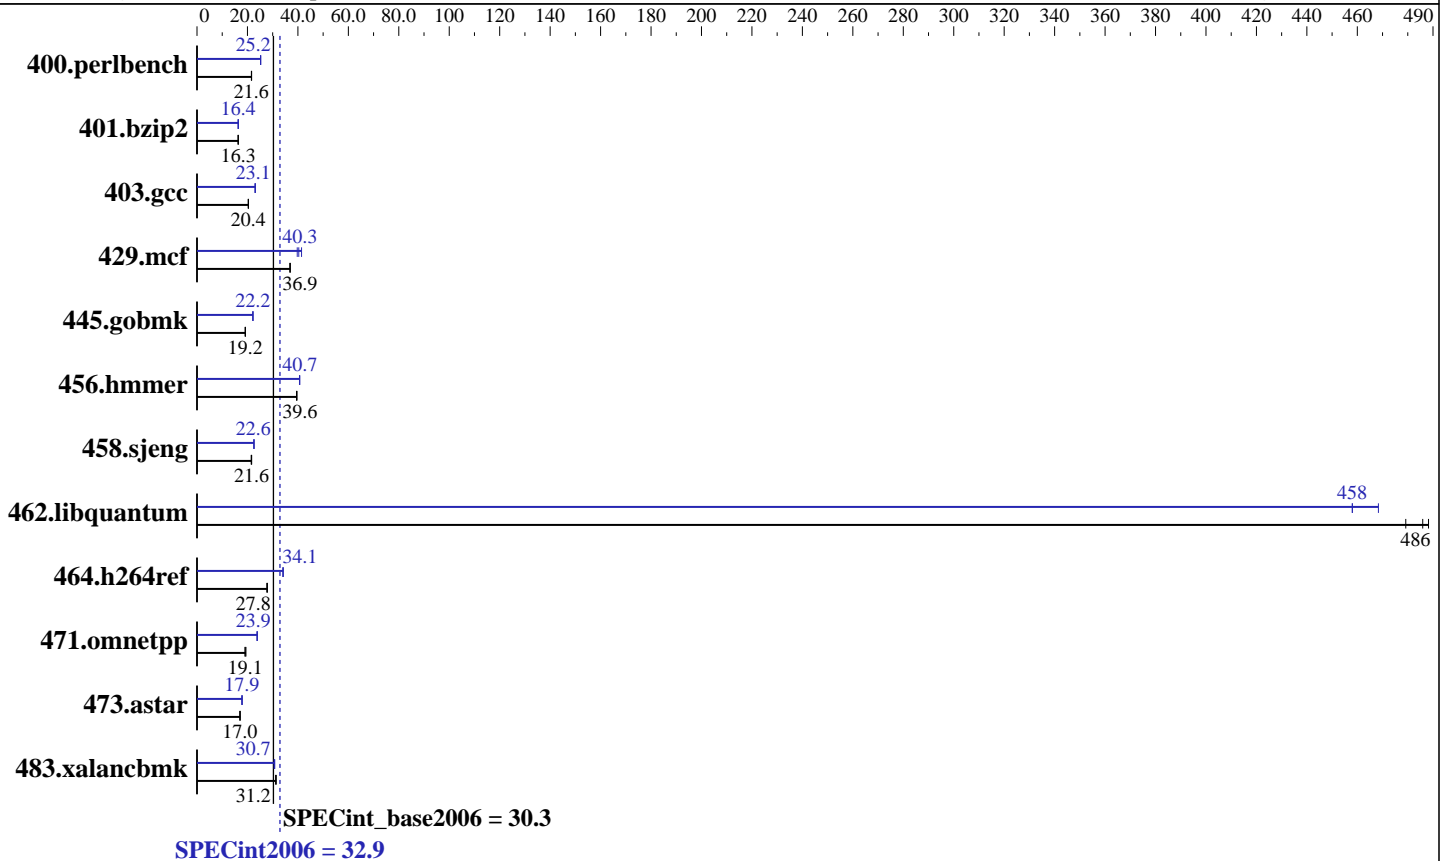 0 20.0 40.0 60.0 80.0 100 120 140 160 180 200 220 240 260 280 300 320 340 360 380 400 420 440 460 490
25.2
400.perlbench
21.6
16.4
401.bzip2
16.3
23.1
403.gcc
20.4
40.3
429.mcf
36.9
22.2
445.gobmk
19.2
40.7
456.hmmer
39.6
22.6
458.sjeng
21.6
458
462.libquantum
486
34.1
464.h264ref
27.8
23.9
471.omnetpp
19.1
17.9
473.astar
17.0
30.7
483.xalancbmk
31.2
SPECint_base2006 = 30.3
SPECint2006 = 32.9